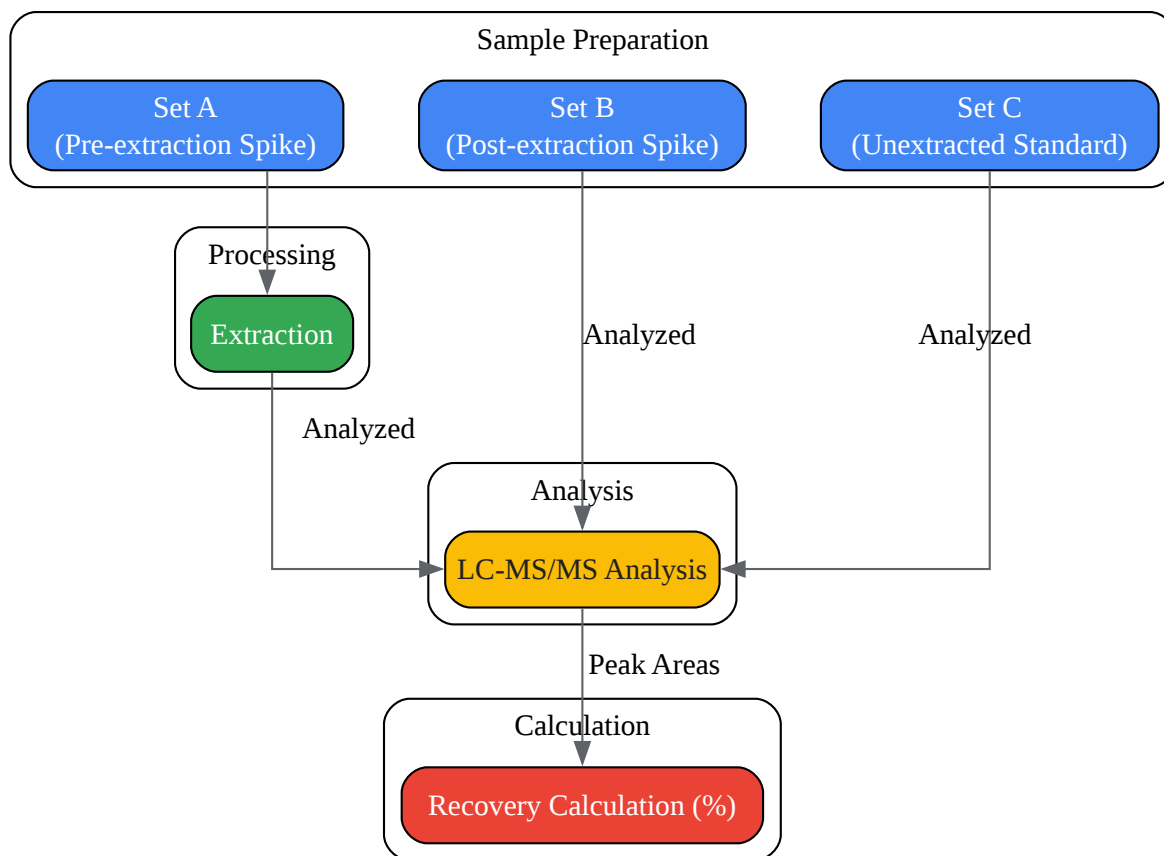 Sample Preparation
Set A
(Pre-extraction Spike)
Set B
(Post-extraction Spike)
Set C
(Unextracted Standard)
Processing
Extraction
Analyzed
Analyzed
Analyzed
Analysis
LC-MS/MS Analysis
Peak Areas
Calculation
Recovery Calculation (%)